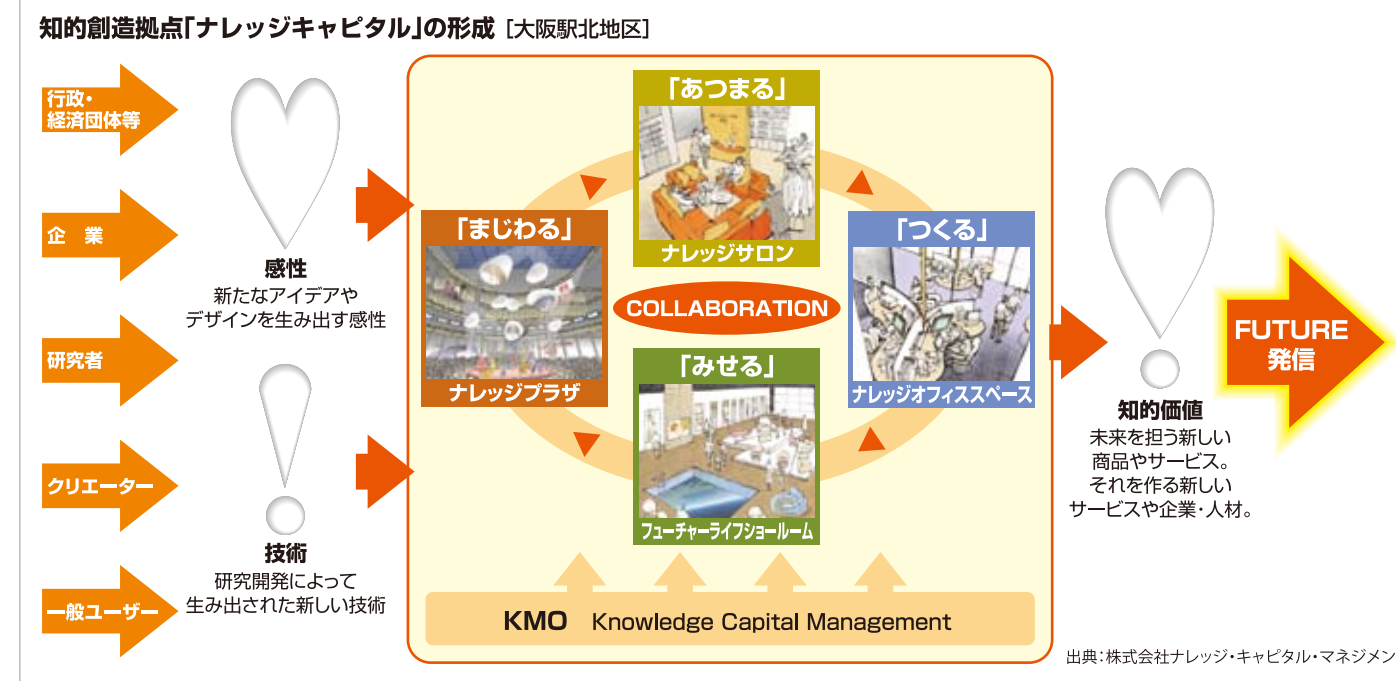 知的創造拠点「ナレッジキャピタル」の形成 [大阪駅北地区]
行政・
経済団体等
企 業
研究者
クリエーター
一般ユーザー
感性
新たなアイデアや
デザインを生み出す感性
技術
研究開発によって
生み出された新しい技術
「あつまる」
ナレッジサロン
「まじわる」
ナレッジプラザ
「つくる」
ナレッジオフィススペース
COLLABORATION
「みせる」
フューチャーライフショールーム
KMO Knowledge Capital Management
知的価値
未来を担う新しい
商品やサービス。
それを作る新しい
サービスや企業・人材。
FUTURE
発信
出典：株式会社ナレッジ・キャピタル・マネジメン